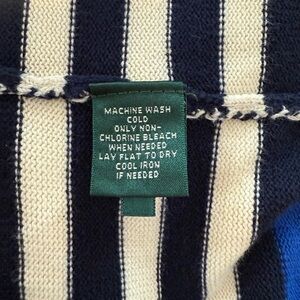 MACHINE WASH
COLD
ONLY NON-
CHLORINE BLEACH
WHEN NEEDED
LAY FLAT TO DRY
COOL IRON
IF NEEDED